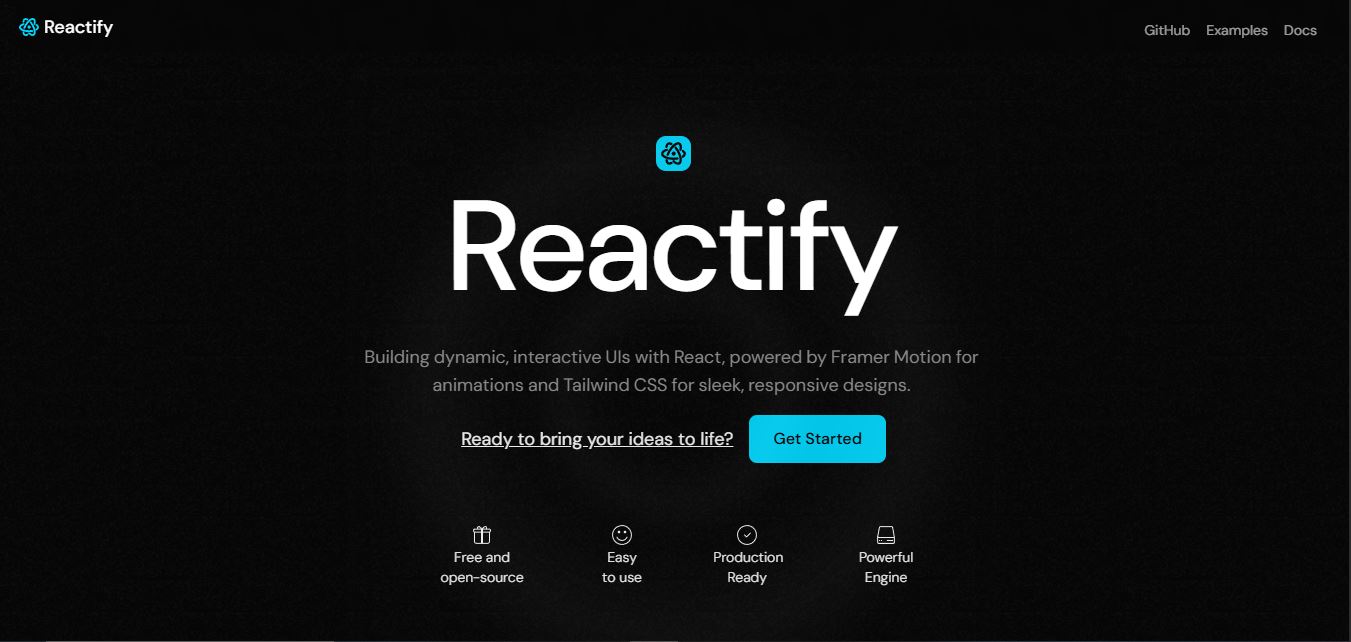 Reactify
GitHub Examples Docs
Reactify
Building dynamic, interactive UIs with React, powered by Framer Motion for
animations and Tailwind CSS for sleek, responsive designs.
Ready to bring your ideas to life?
Get Started
Free and
open-source
Easy
to use
Production
Ready
Powerful
Engine